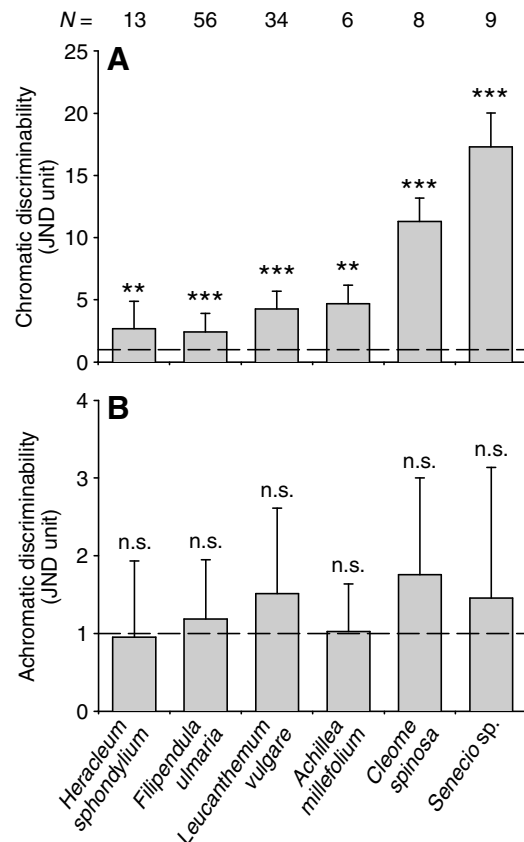 N = 13 56 34 6 8 9
A
Chromatic discriminability
(JND unit)
25
20
15
10
5
0
**
***
***
**
***
***
B
Achromatic discriminability
(JND unit)
4
3
2
1
0
n.s.
n.s.
n.s.
n.s.
n.s.
n.s.
Heracleum
sphondylium
Filipendula
ulmaria
Leucanthemum
vulgare
Achillea
millefolium
Cleome
spinosa
Senecio sp.